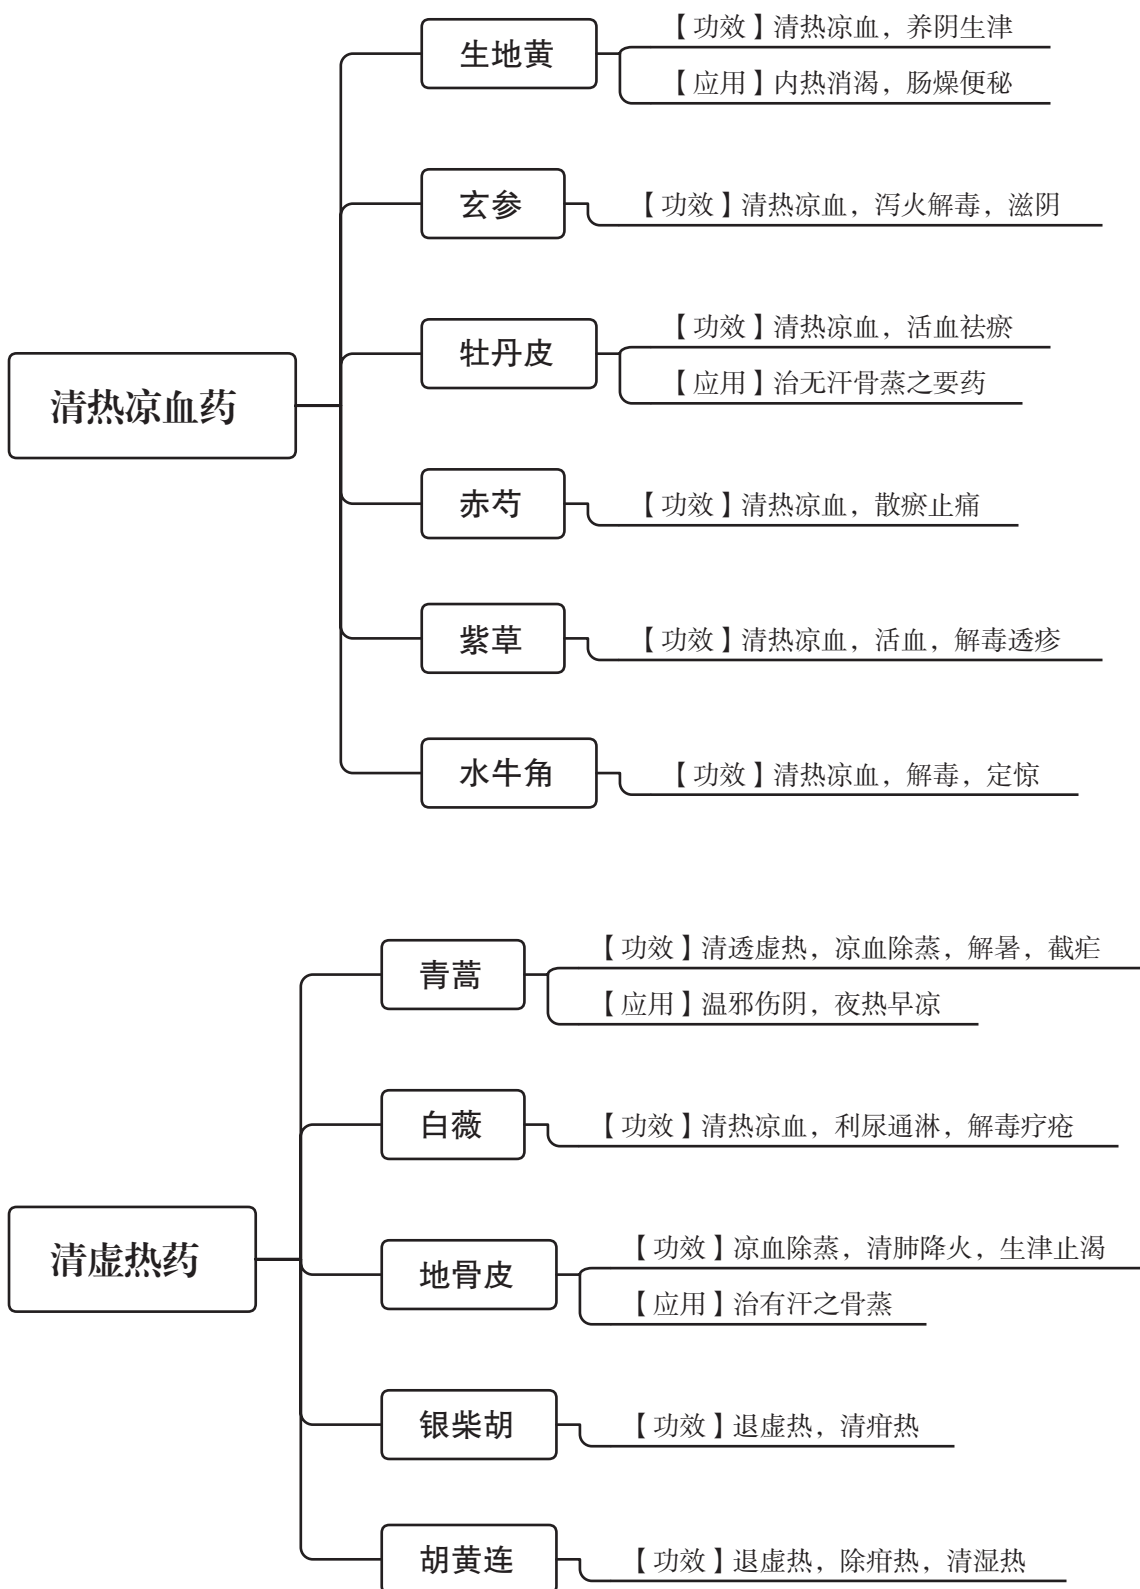 清热凉血药
生地黄
【功效】清热凉血，养阴生津
【应用】内热消渴，肠燥便秘
玄参
【功效】清热凉血，泻火解毒，滋阴
牡丹皮
【功效】清热凉血，活血祛瘀
【应用】治无汗骨蒸之要药
赤芍
【功效】清热凉血，散瘀止痛
紫草
【功效】清热凉血，活血，解毒透疹
水牛角
【功效】清热凉血，解毒，定惊
清虚热药
青蒿
【功效】清透虚热，凉血除蒸，解暑，截疟
【应用】温邪伤阴，夜热早凉
白薇
【功效】清热凉血，利尿通淋，解毒疗疮
地骨皮
【功效】凉血除蒸，清肺降火，生津止渴
【应用】治有汗之骨蒸
银柴胡
【功效】退虚热，清疳热
胡黄连
【功效】退虚热，除疳热，清湿热